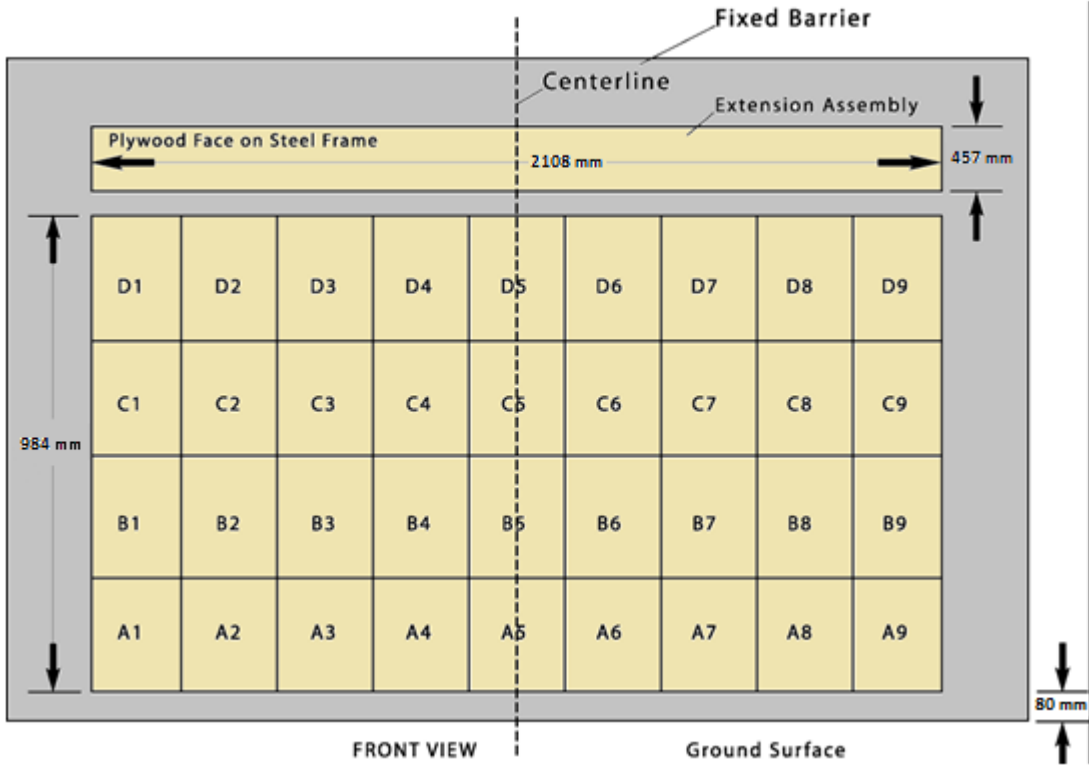 Fixed Barrier
Centerline
Extension Assembly
Plywood Face on Steel Frame
2108 mm
457 mm
D1 D2 D3 D4 D5 D6 D7 D8 D9
C1 C2 C3 C4 C5 C6 C7 C8 C9
984 mm
B1 B2 B3 B4 B5 B6 B7 B8 B9
A1 A2 A3 A4 A5 A6 A7 A8 A9
80 mm
FRONT VIEW
Ground Surface